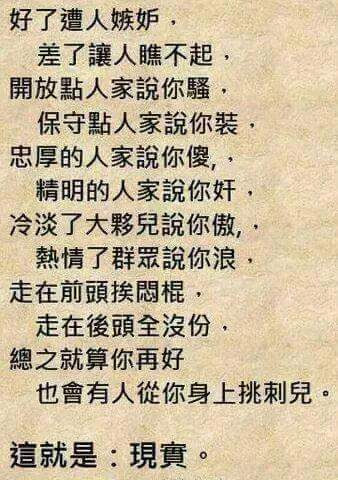 好了遭人嫉妒，
差了讓人瞧不起，
開放點人家說你騷，
保守點人家說你裝，
忠厚的人家說你傻,，
精明的人家說你奸，
冷淡了大夥兒說你傲,，
熱情了群眾說你浪，
走在前頭挨悶棍，
走在後頭全沒份，
總之就算你再好
也會有人從你身上挑刺兒。
這就是：現實。